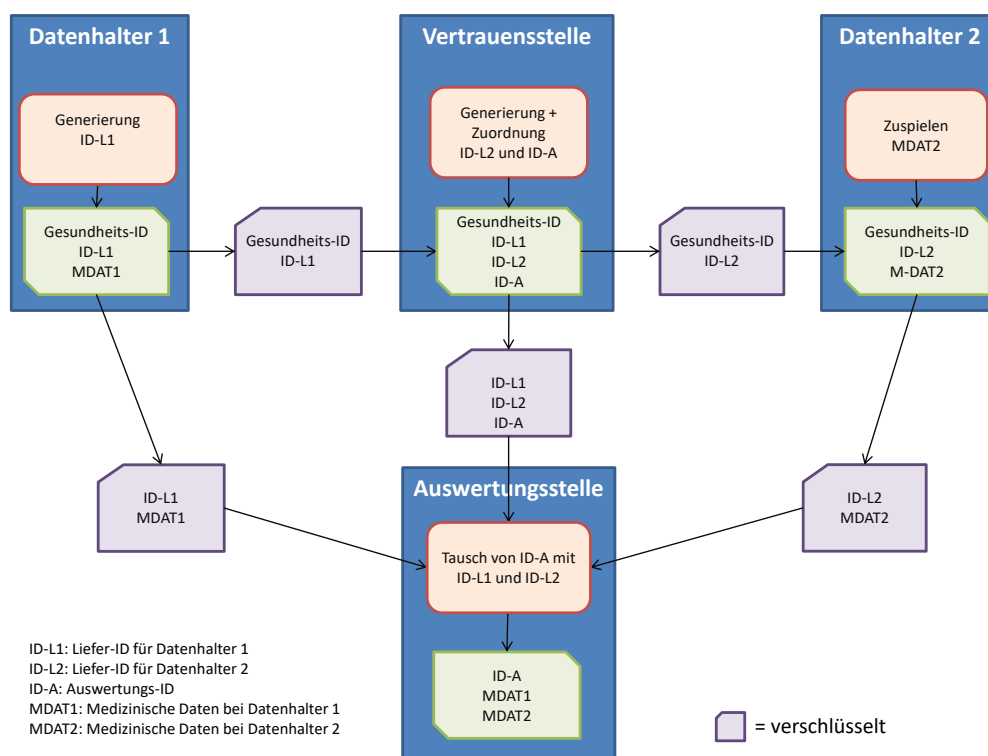 Datenhalter 1
Generierung
ID-L1
Gesundheits-ID
ID-L1
MDAT1
Gesundheits-ID
ID-L1
Vertrauensstelle
Generierung +
Zuordnung
ID-L2 und ID-A
Gesundheits-ID
ID-L1
ID-L2
ID-A
Gesundheits-ID
ID-L2
Datenhalter 2
Zuspielen
MDAT2
Gesundheits-ID
ID-L2
M-DAT2
ID-L1
ID-L2
ID-A
ID-L1
MDAT1
ID-L2
MDAT2
Auswertungsstelle
Tausch von ID-A mit
ID-L1 und ID-L2
ID-A
MDAT1
MDAT2
ID-L1: Liefer-ID für Datenhalter 1
ID-L2: Liefer-ID für Datenhalter 2
ID-A: Auswertungs-ID
MDAT1: Medizinische Daten bei Datenhalter 1
MDAT2: Medizinische Daten bei Datenhalter 2
= verschlüsselt